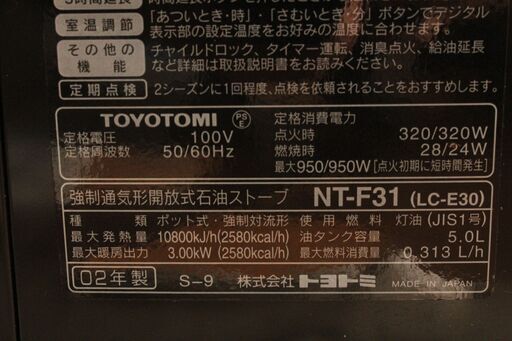 時間延長
「あついとき・時」「さむいとき・分」ボタンでデジタル
室温調節
表示部の設定温度をお好みの温度に合わせます。
その他の機能
チャイルドロック、タイマー運転、消臭点火、給油延長
など詳細は取扱説明書をお読みください。
定期点検 2シーズンに1回程度、点検を依頼されることをおすすめします。
TOYOTOMI PSE
定格電圧 100V
定格周波数 50/60Hz
定格消費電力
点火時 320/320W
燃焼時 28/24W
最大950/950W[点火初期に短時間発生]
強制通気形開放式石油ストーブ NT-F31 (LC-E30)
種類 ポット式・強制対流形 使用燃料 灯油(JIS1号)
最大発熱量 10800kJ/h(2580kcal/h) 油タンク容量 5.0L
最大暖房出力 3.00kW(2580kcal/h) 最大燃料消費量 0.313 L/h
02年製 S-9 株式会社トヨトミ MADE IN JAPAN